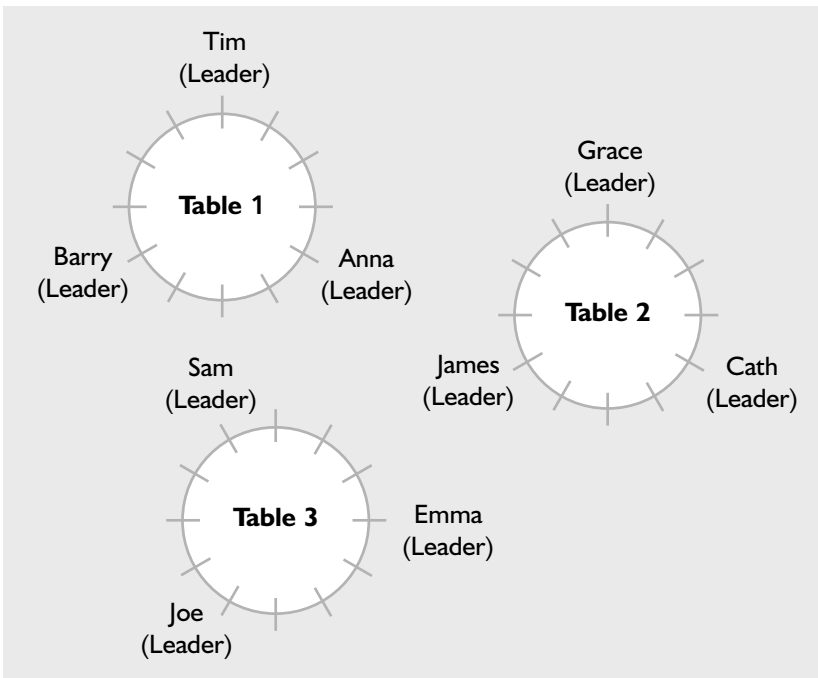 Tim
(Leader)
Table 1
Barry
(Leader)
Anna
(Leader)
Grace
(Leader)
Table 2
James
(Leader)
Cath
(Leader)
Sam
(Leader)
Table 3
Emma
(Leader)
Joe
(Leader)